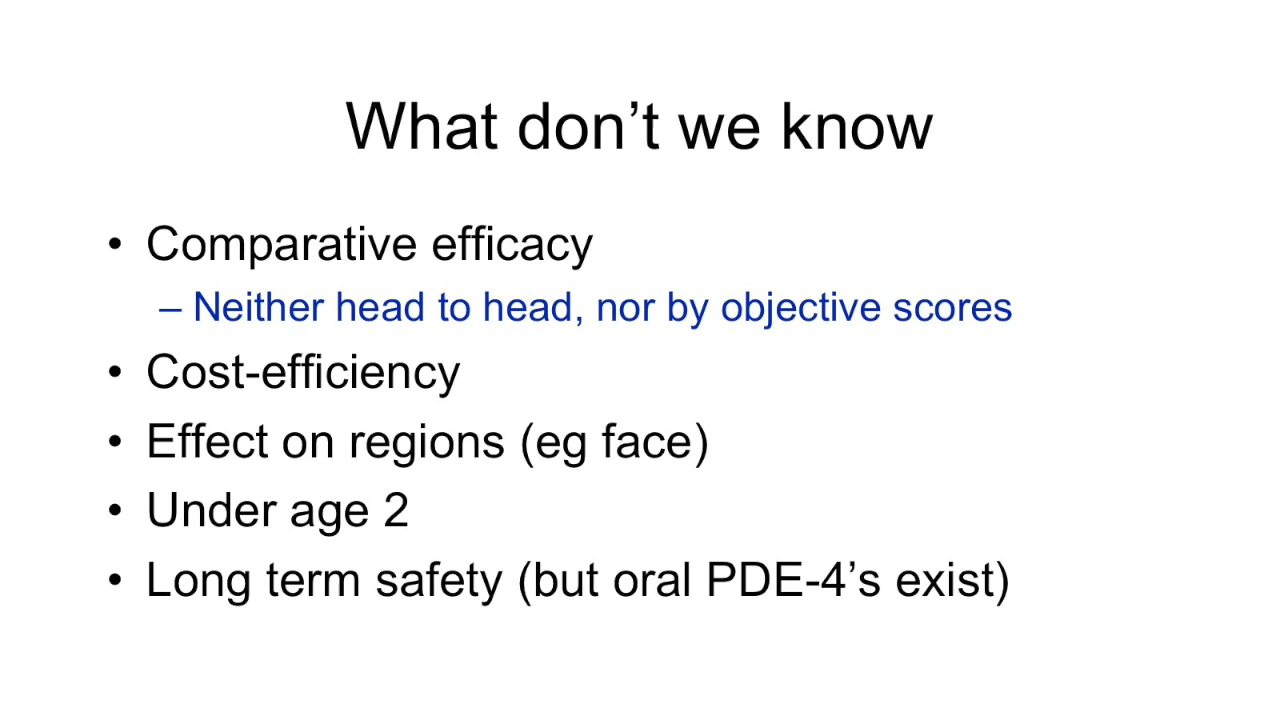 What don’t we know
• Comparative efficacy
– Neither head to head, nor by objective scores
• Cost-efficiency
• Effect on regions (eg face)
• Under age 2
• Long term safety (but oral PDE-4’s exist)